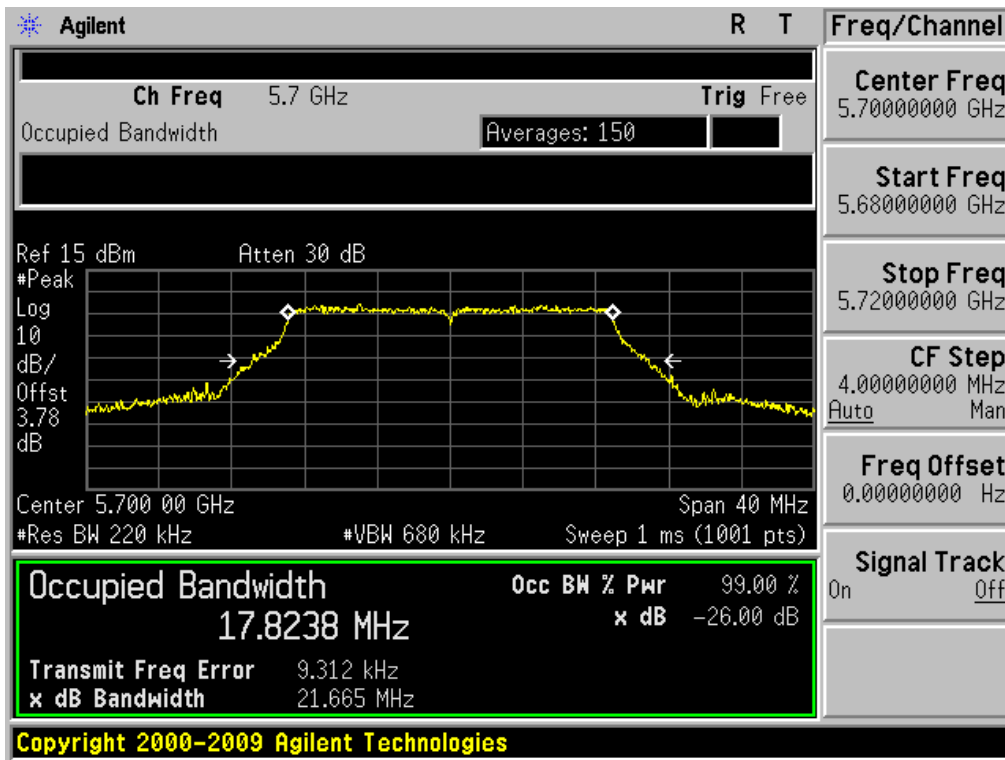 Agilent R T
Freq/Channel
Ch Freq 5.7 GHz Trig Free
Occupied Bandwidth Averages: 150
Ref 15 dBm Atten 30 dB
#Peak
Log
10
dB/
Offst
3.78
dB
Center 5.700 00 GHz Span 40 MHz
#Res BW 220 kHz #VBW 680 kHz Sweep 1 ms (1001 pts)
Occupied Bandwidth
17.8238 MHz
Occ BW % Pwr 99.00 %
x dB -26.00 dB
Transmit Freq Error 9.312 kHz
x dB Bandwidth 21.665 MHz
Center Freq
5.70000000 GHz
Start Freq
5.68000000 GHz
Stop Freq
5.72000000 GHz
CF Step
4.00000000 MHz
Auto Man
Freq Offset
0.00000000 Hz
Signal Track
On Off
Copyright 2000-2009 Agilent Technologies